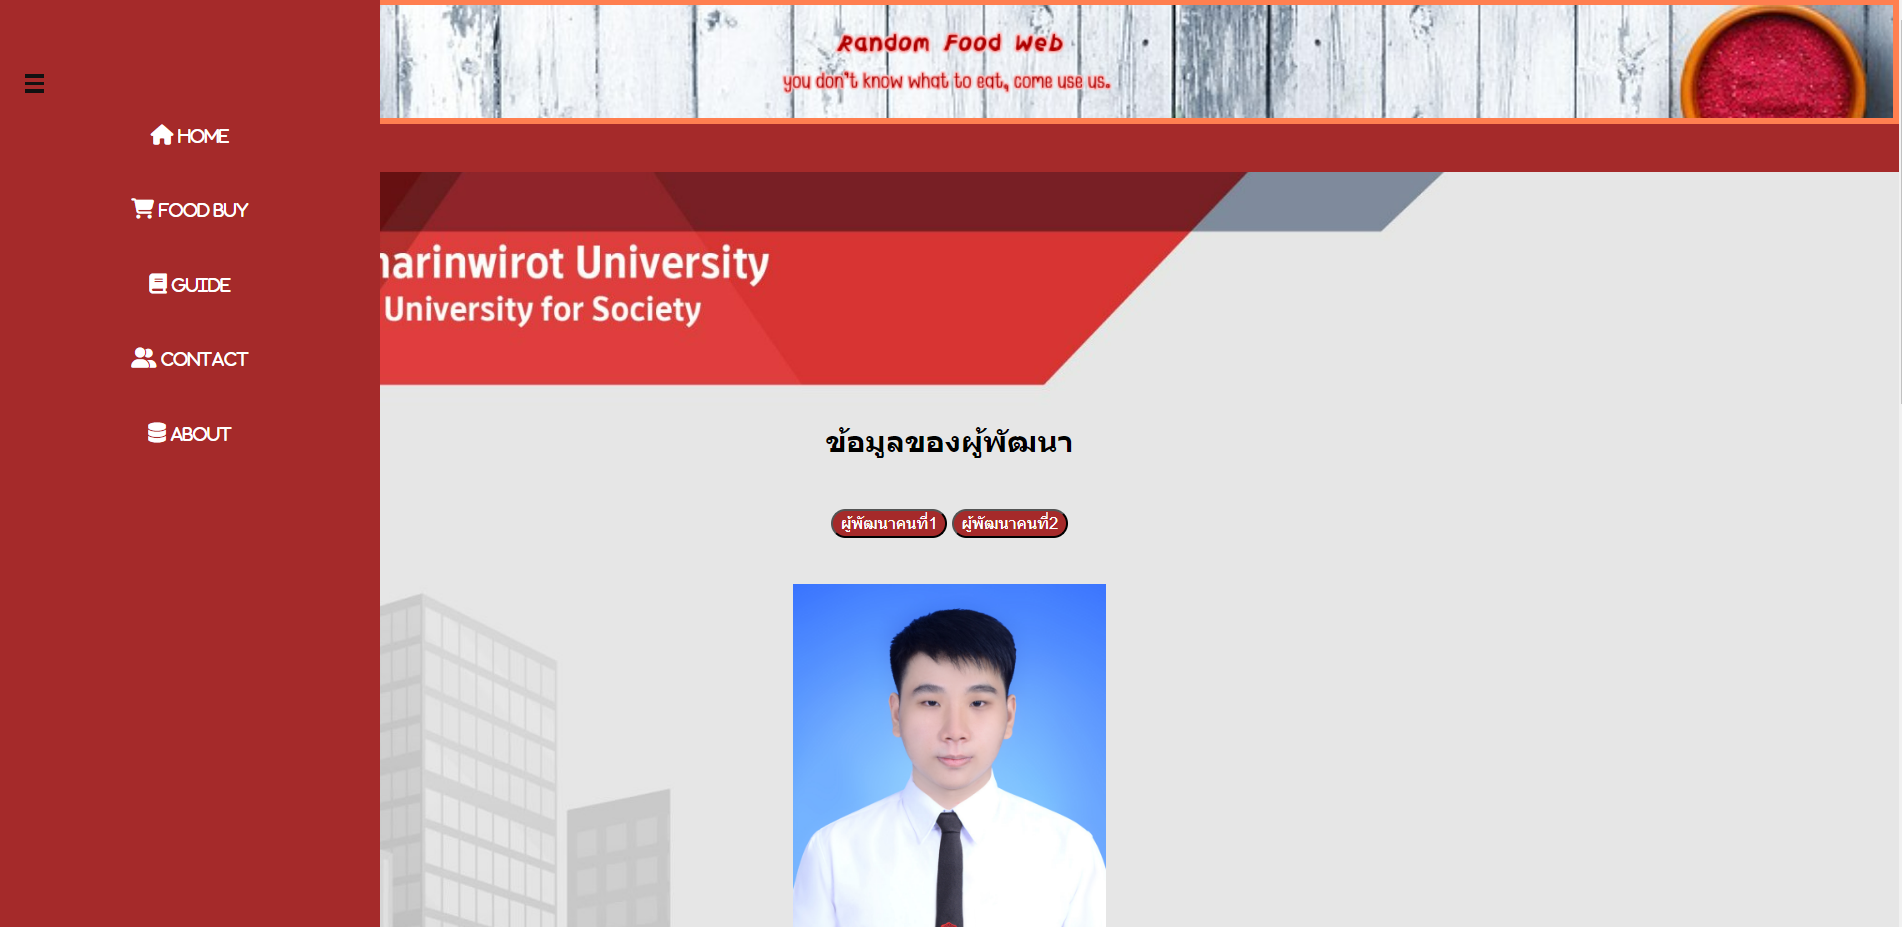 Random Food Web
you don't know what to eat, come use us.
HOME
FOOD BUY
GUIDE
CONTACT
ABOUT
harinwirot University
University for Society
ข้อมูลของผู้พัฒนา
ผู้พัฒนาคนที่1 ผู้พัฒนาคนที่2